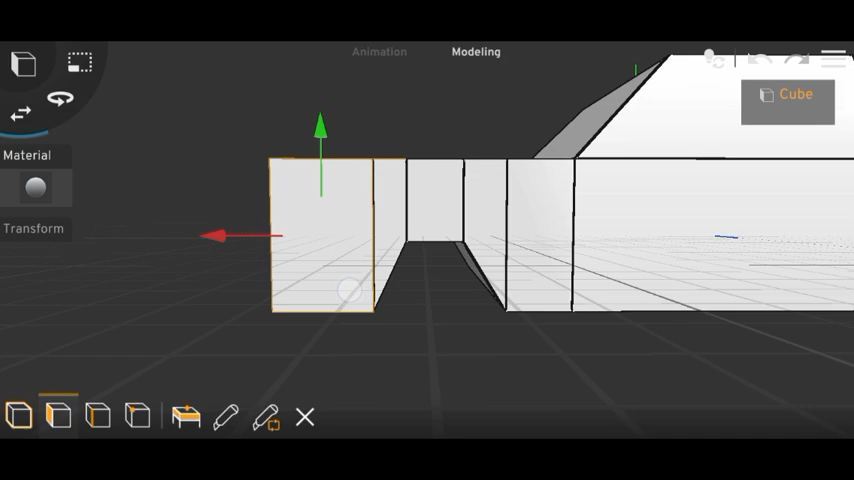 Animation
Modeling
Cube
Material
Transform